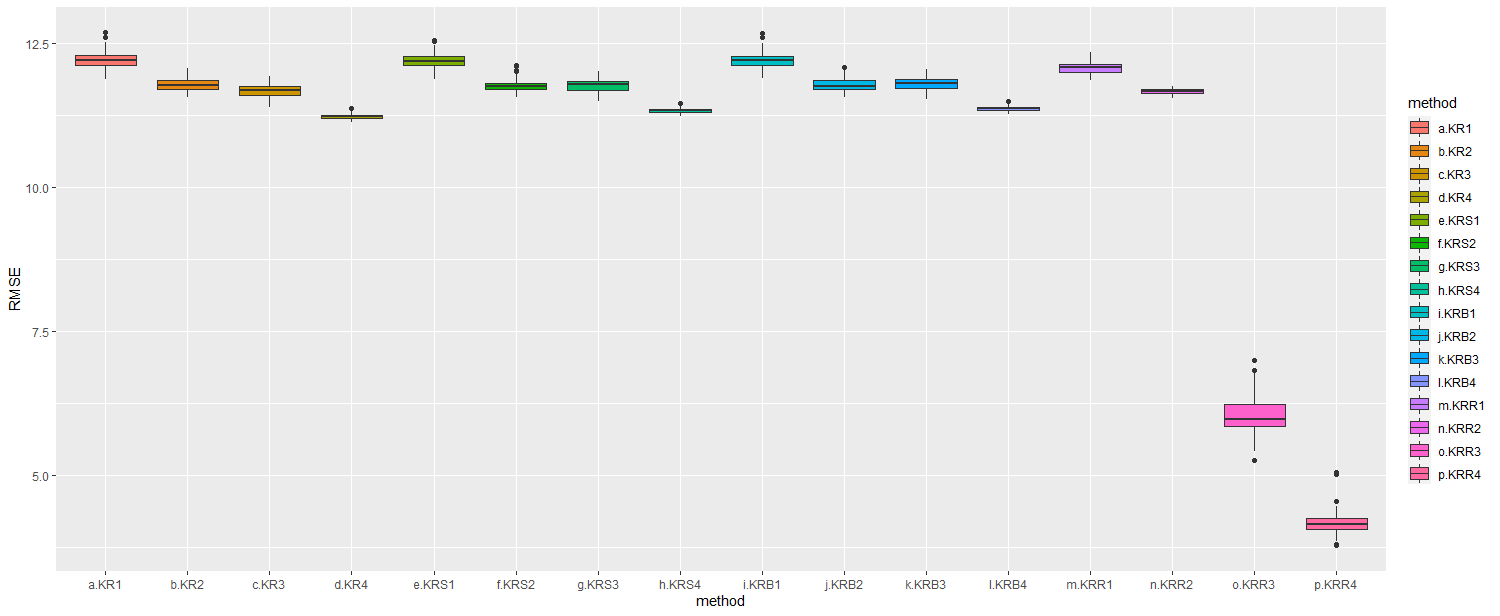 12.5
10.0
7.5
5.0
RMSE
a.KR1 b.KR2 c.KR3 d.KR4 e.KRS1 f.KRS2 g.KRS3 h.KRS4 i.KRB1 j.KRB2 k.KRB3 l.KRB4 m.KRR1 n.KRR2 o.KRR3 p.KRR4
method
method
a.KR1
b.KR2
c.KR3
d.KR4
e.KRS1
f.KRS2
g.KRS3
h.KRS4
i.KRB1
j.KRB2
k.KRB3
l.KRB4
m.KRR1
n.KRR2
o.KRR3
p.KRR4